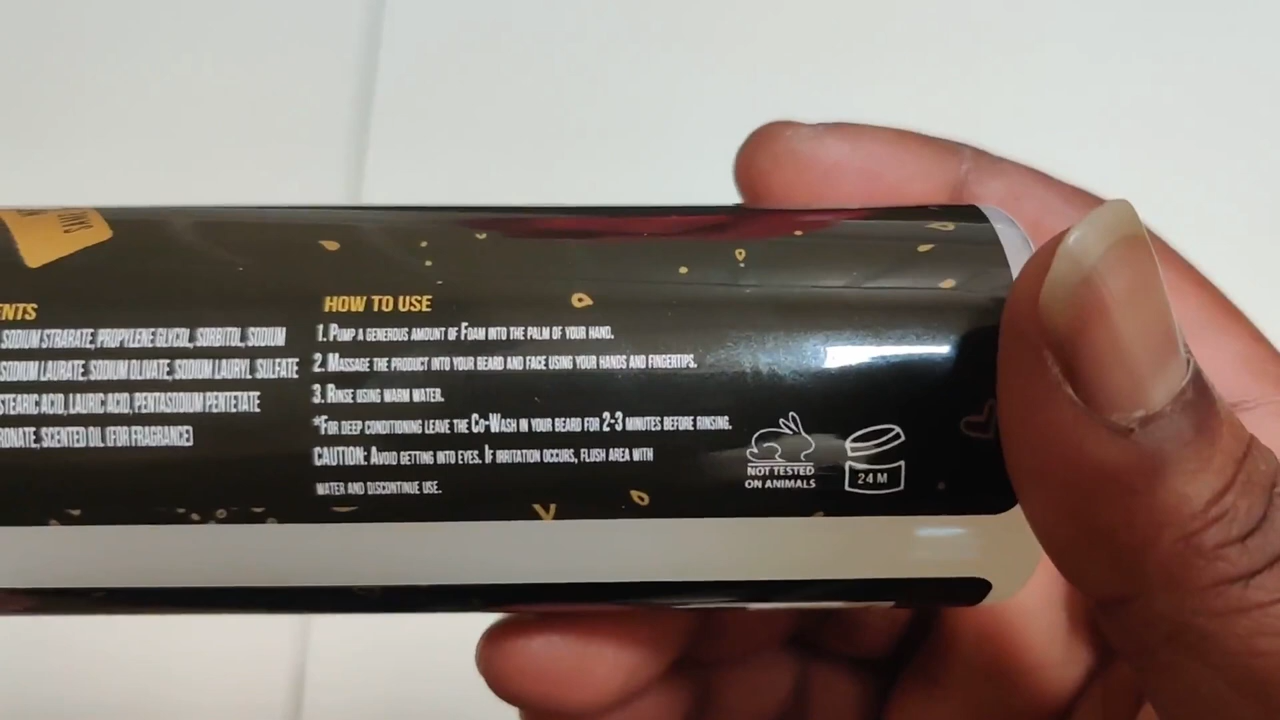 ENTS
SODIUM STRARATE, PROPYLENE GLYCOL, SORBITOL, SODIUM
SODIUM LAURATE, SODIUM OLIVATE, SODIUM LAURYL SULFATE
STEARIC ACID, LAURIC ACID, PENTASODIUM PENTETATE
RONATE, SCENTED OIL (FOR FRAGRANCE)
HOW TO USE
1. PUMP A GENEROUS AMOUNT OF FOAM INTO THE PALM OF YOUR HAND.
2. MASSAGE THE PRODUCT INTO YOUR BEARD AND FACE USING YOUR HANDS AND FINGERTIPS.
3. RINSE USING WARM WATER.
*FOR DEEP CONDITIONING LEAVE THE CO-WASH IN YOUR BEARD FOR 2-3 MINUTES BEFORE RINSING.
CAUTION: AVOID GETTING INTO EYES. IF IRRITATION OCCURS, FLUSH AREA WITH
WATER AND DISCONTINUE USE.
NOT TESTED
ON ANIMALS
24 M